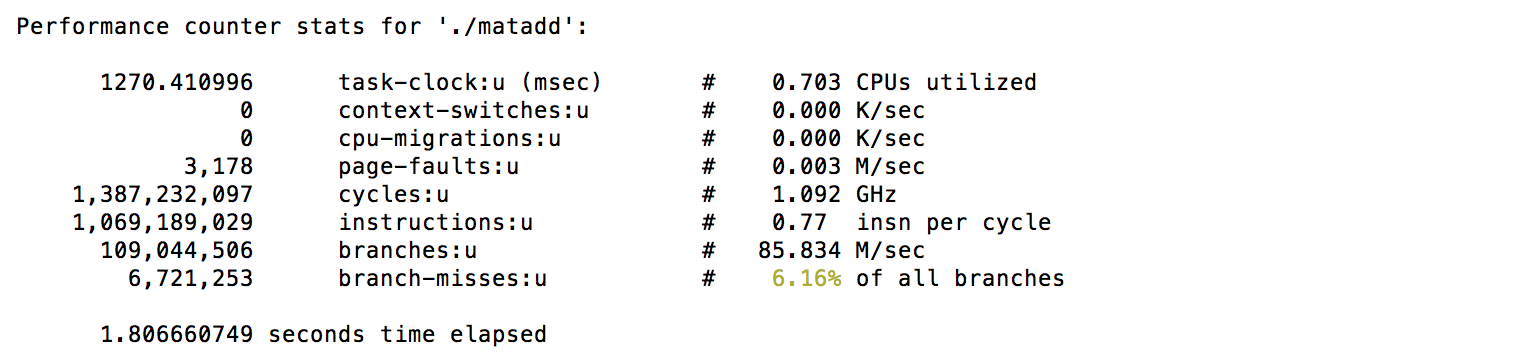 Performance counter stats for './matadd':
1270.410996 task-clock:u (msec) # 0.703 CPUs utilized
0 context-switches:u # 0.000 K/sec
0 cpu-migrations:u # 0.000 K/sec
3,178 page-faults:u # 0.003 M/sec
1,387,232,097 cycles:u # 1.092 GHz
1,069,189,029 instructions:u # 0.77 insn per cycle
109,044,506 branches:u # 85.834 M/sec
6,721,253 branch-misses:u # 6.16% of all branches
1.806660749 seconds time elapsed